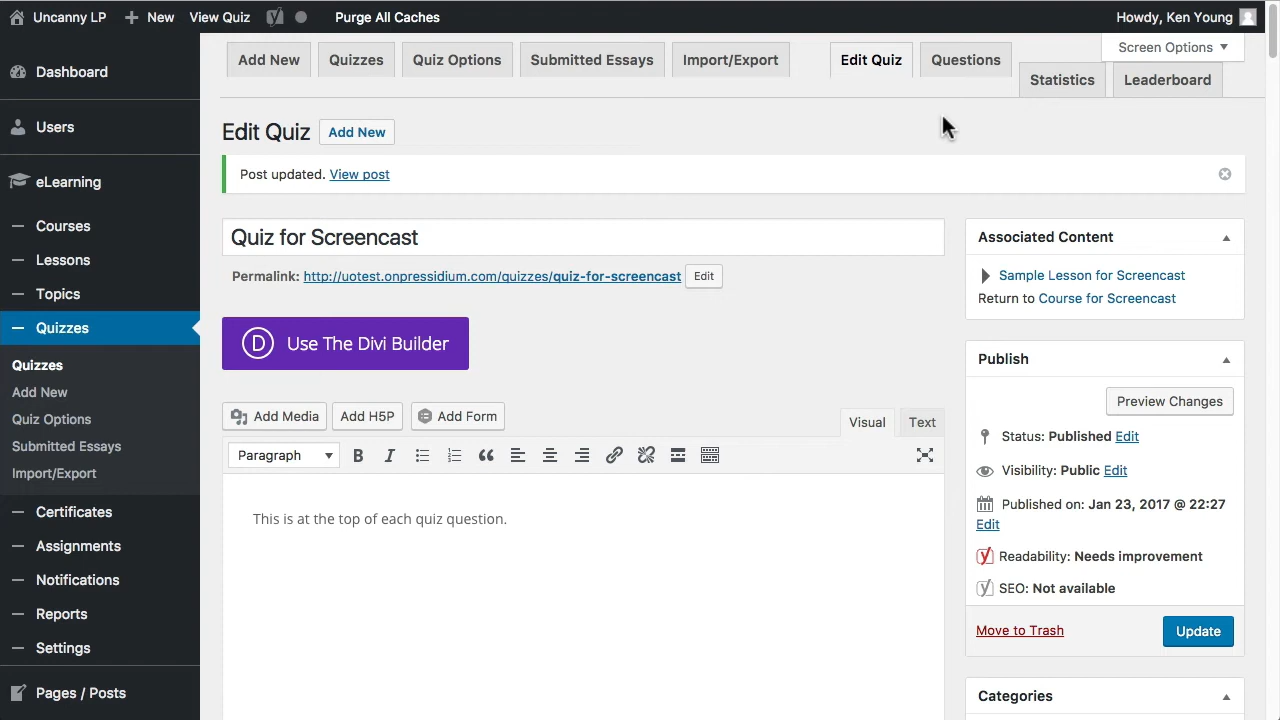 Uncanny LP
New
View Quiz
Purge All Caches
Howdy, Ken Young
Dashboard
Users
eLearning
Courses
Lessons
Topics
Quizzes
Quizzes
Add New
Quiz Options
Submitted Essays
Import/Export
Certificates
Assignments
Notifications
Reports
Settings
Pages / Posts
Add New
Quizzes
Quiz Options
Submitted Essays
Import/Export
Edit Quiz
Questions
Screen Options
Statistics
Leaderboard
Edit Quiz
Add New
Post updated. View post
Quiz for Screencast
Permalink: http://uotest.onpressidium.com/quizzes/quiz-for-screencast
Edit
D Use The Divi Builder
Add Media
Add H5P
Add Form
Visual
Text
Paragraph
B
I
This is at the top of each quiz question.
Associated Content
Sample Lesson for Screencast
Return to Course for Screencast
Publish
Preview Changes
Status: Published Edit
Visibility: Public Edit
Published on: Jan 23, 2017 @ 22:27
Edit
Readability: Needs improvement
SEO: Not available
Move to Trash
Update
Categories